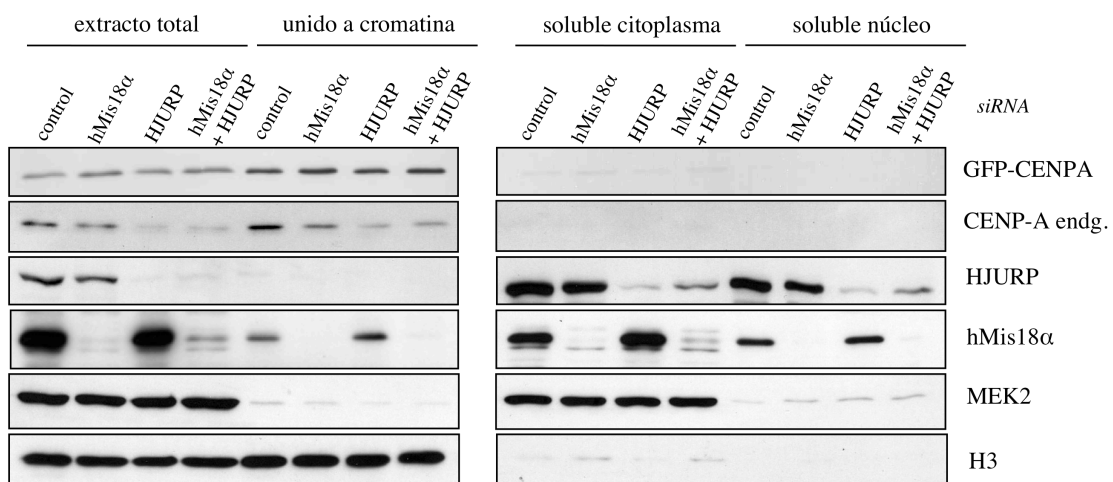 extracto total unido a cromatina soluble citoplasma soluble núcleo
control hMis18α HJURP hMis18α + HJURP control hMis18α HJURP hMis18α + HJURP control hMis18α HJURP hMis18α + HJURP control hMis18α HJURP hMis18α + HJURP siRNA
GFP-CENPA
CENP-A endg.
HJURP
hMis18α
MEK2
H3